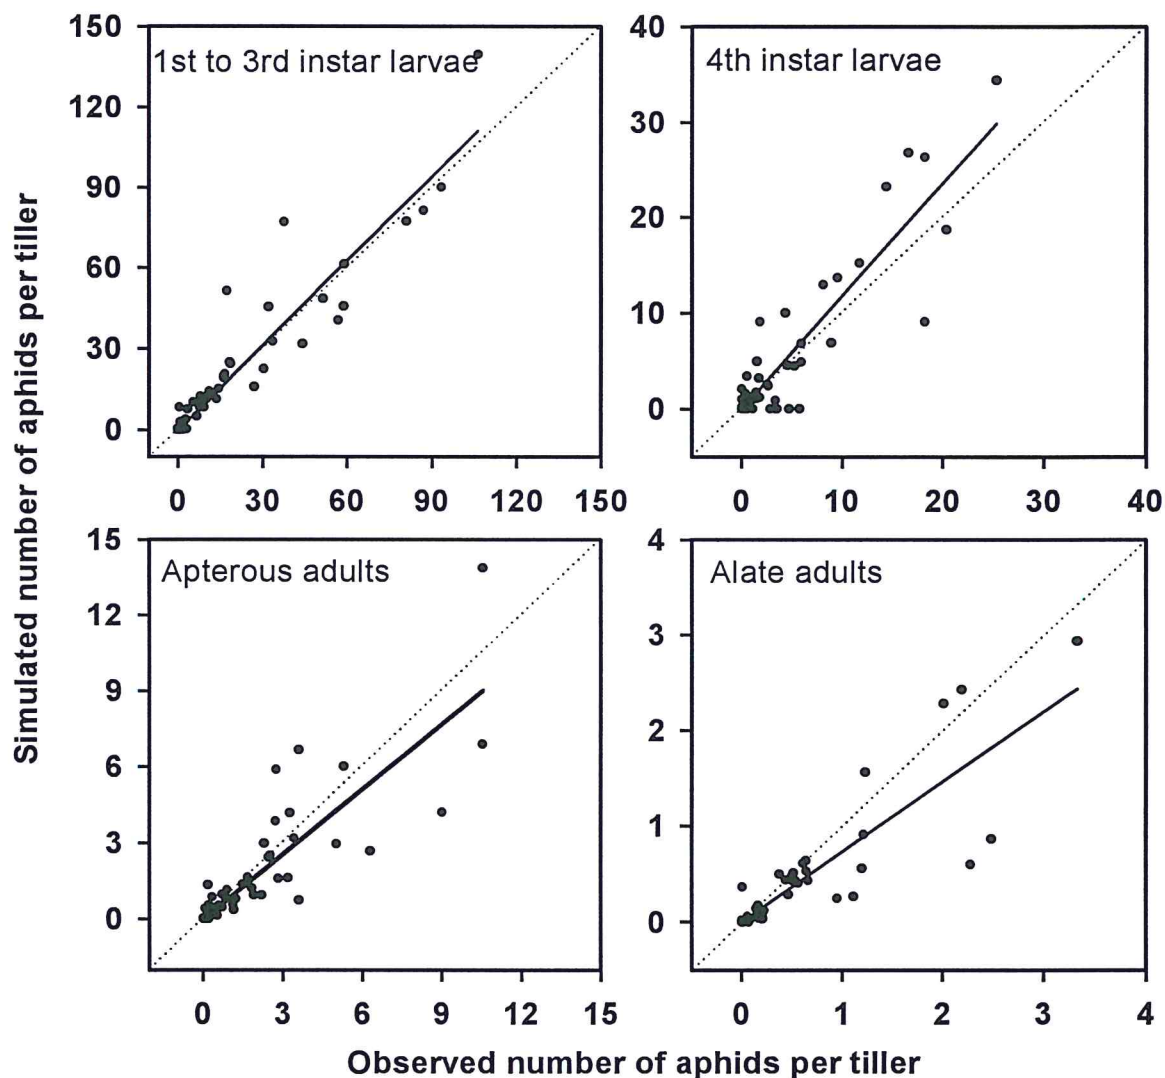 Simulated number of aphids per tiller
150
120
90
60
30
0
1st to 3rd instar larvae
0 30 60 90 120 150
40
30
20
10
0
4th instar larvae
0 10 20 30 40
15
12
9
6
3
0
Apterous adults
0 3 6 9 12 15
4
3
2
1
0
Alate adults
0 1 2 3 4
Observed number of aphids per tiller